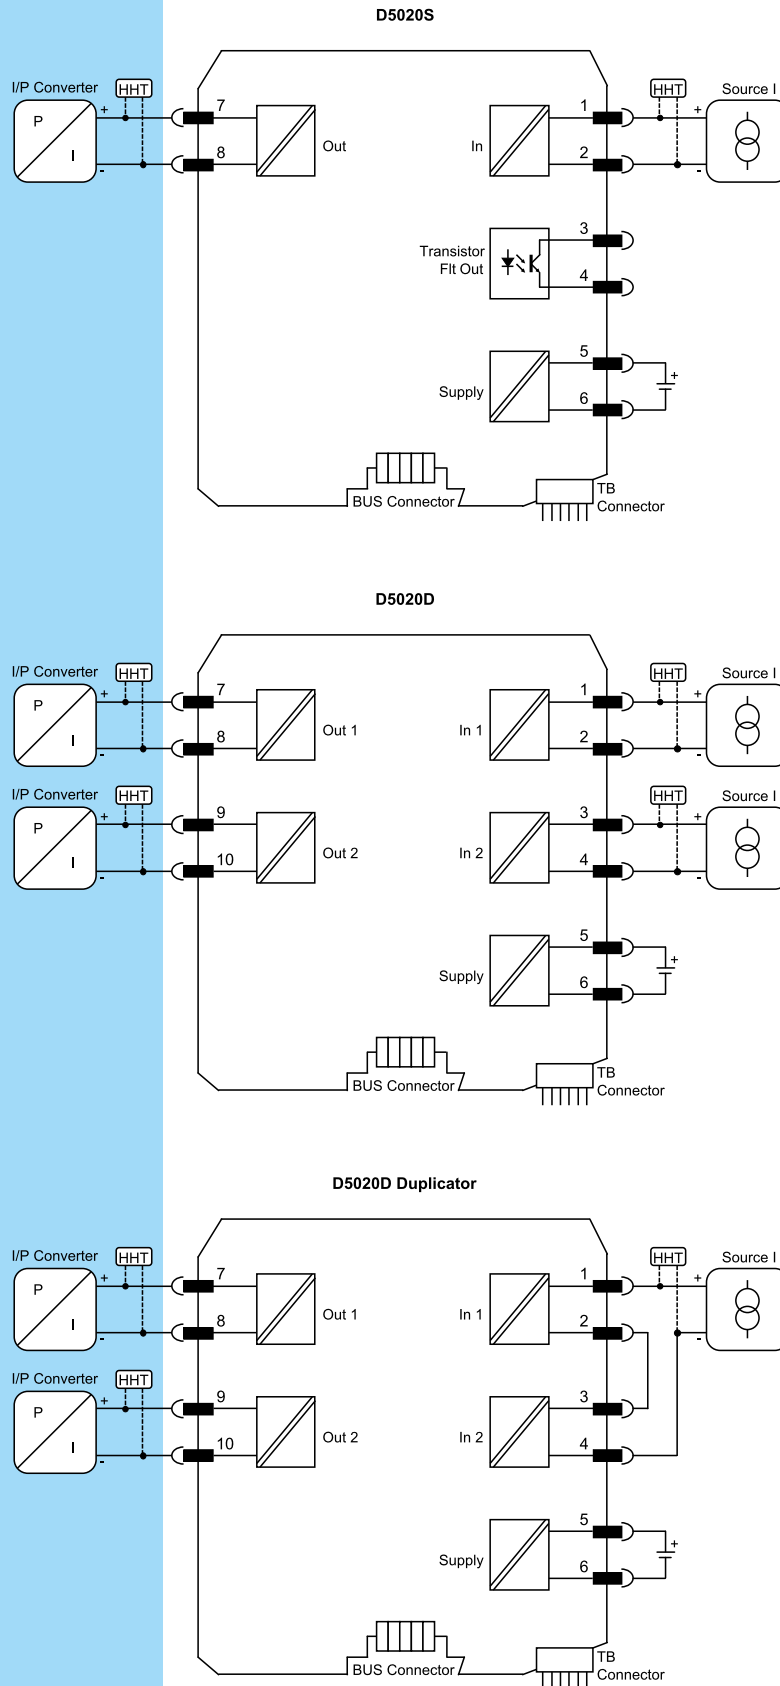 D5020S
I/P Converter
HHT
7
1
HHT
Source I
+
+
P
I
Out
In
-
8
2
-
3
Transistor
Flt Out
4
5
Supply
+
6
BUS Connector
TB
Connector
D5020D
I/P Converter
HHT
7
1
HHT
Source I
+
+
P
I
Out 1
In 1
-
8
2
-
I/P Converter
HHT
9
3
HHT
Source I
+
+
P
I
Out 2
In 2
-
10
4
-
5
Supply
+
6
BUS Connector
TB
Connector
D5020D Duplicator
I/P Converter
HHT
7
1
HHT
Source I
+
+
P
I
Out 1
In 1
-
8
2
-
I/P Converter
HHT
9
3
+
P
I
Out 2
In 2
-
10
4
5
Supply
+
6
BUS Connector
TB
Connector